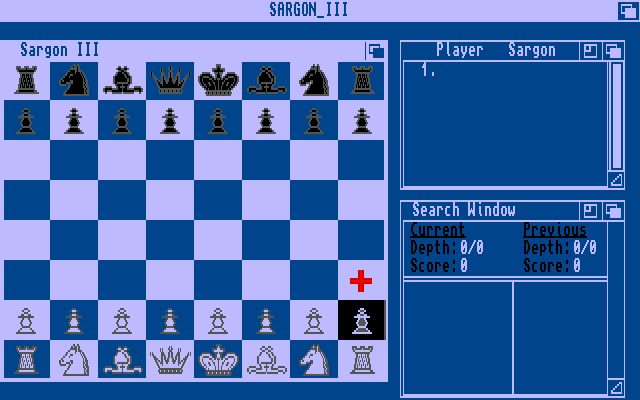 SARGON_III
Sargon III
Player Sargon
1.
Search Window
Current Previous
Depth:0/0 Depth:0/0
Score:0 Score:0